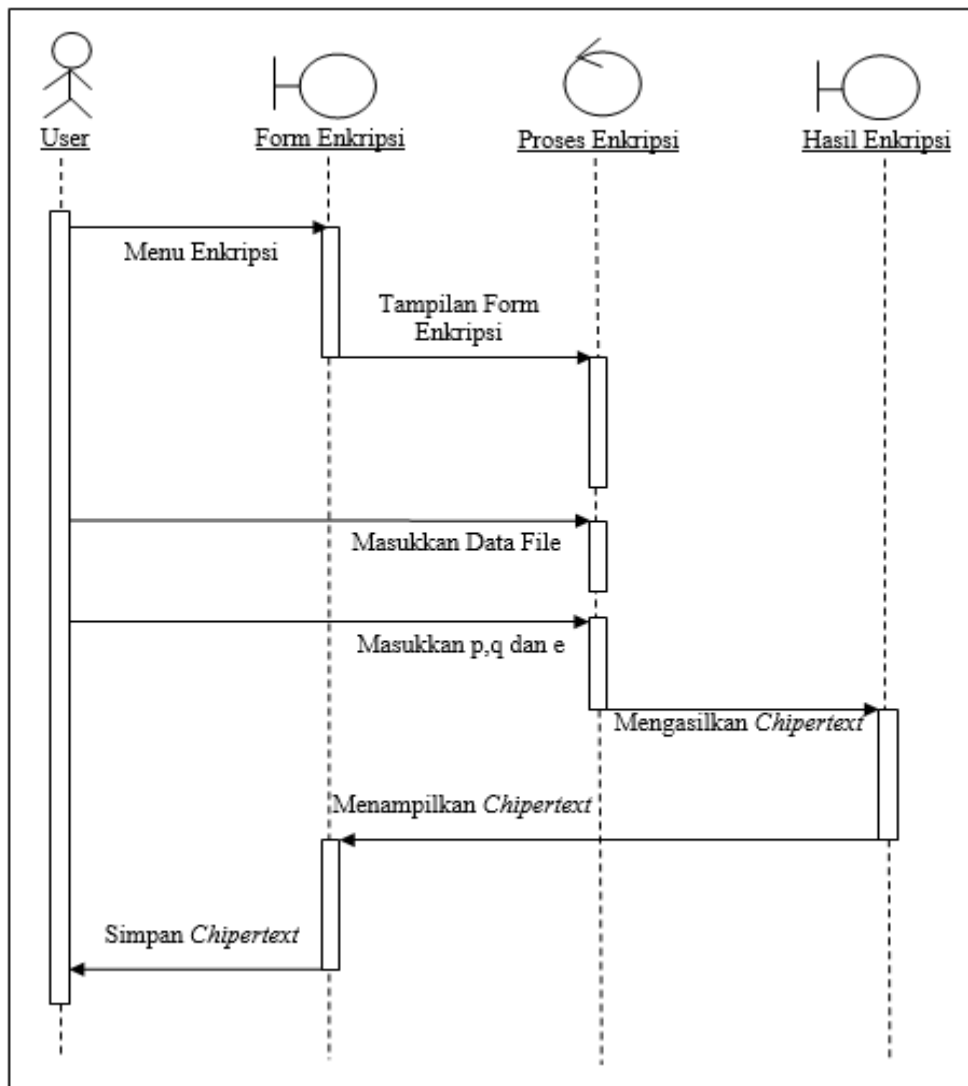 User
Form Enkripsi
Proses Enkripsi
Hasil Enkripsi
Menu Enkripsi
Tampilan Form
Enkripsi
Masukkan Data File
Masukkan p,q dan e
Mengasilkan Chipertext
Menampilkan Chipertext
Simpan Chipertext